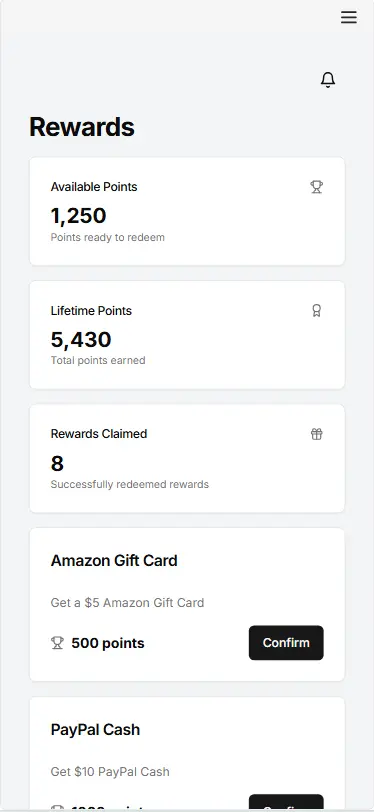 Rewards
Available Points
1,250
Points ready to redeem
Lifetime Points
5,430
Total points earned
Rewards Claimed
8
Successfully redeemed rewards
Amazon Gift Card
Get a $5 Amazon Gift Card
500 points
Confirm
PayPal Cash
Get $10 PayPal Cash